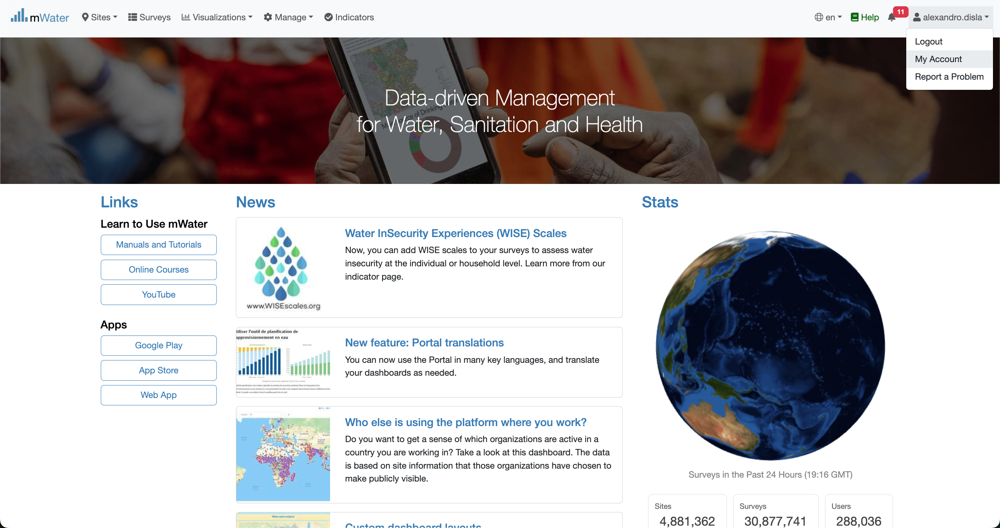 mWater
Sites
Surveys
Visualizations
Manage
Indicators
en
Help
11
alexandro.disla
Logout
My Account
Report a Problem
Data-driven Management
for Water, Sanitation and Health
Links
Learn to Use mWater
Manuals and Tutorials
Online Courses
YouTube
Apps
Google Play
App Store
Web App
News
www.WISEscales.org
Water InSecurity Experiences (WISE) Scales
Now, you can add WISE scales to your surveys to assess water
insecurity at the individual or household level. Learn more from our
indicator page.
tiliser l'outil de planification de
approvisionnement en eau
New feature: Portal translations
You can now use the Portal in many key languages, and translate
your dashboards as needed.
Who else is using the platform where you work?
Do you want to get a sense of which organizations are active in a
country you are working in? Take a look at this dashboard. The data
is based on site information that those organizations have chosen to
make publicly visible.
Custom dashboard layouts
Stats
Surveys in the Past 24 Hours (19:16 GMT)
Sites
4,881,362
Surveys
30,877,741
Users
288,036